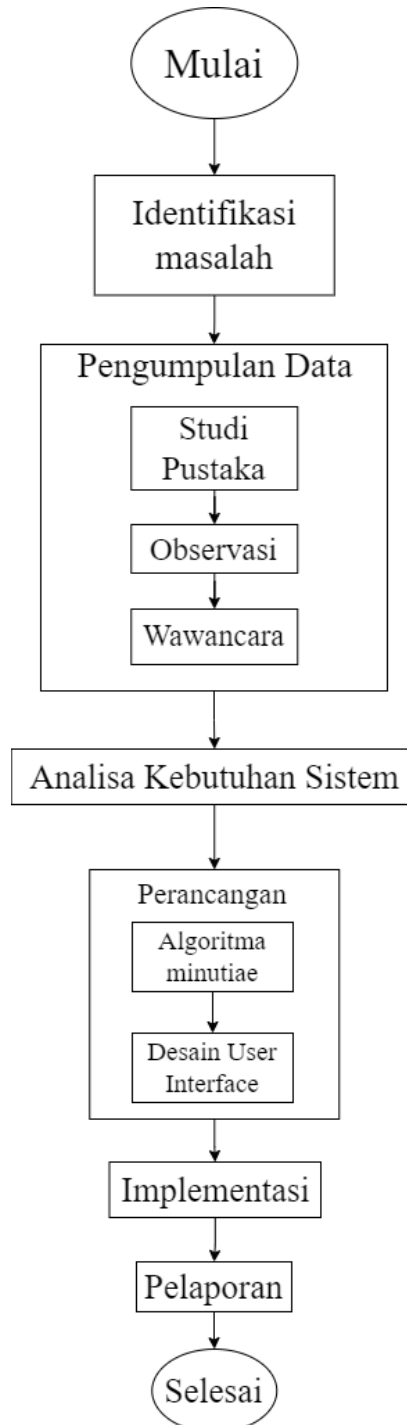 Mulai
Identifikasi
masalah
Pengumpulan Data
Studi
Pustaka
Observasi
Wawancara
Analisa Kebutuhan Sistem
Perancangan
Algoritma
minutiae
Desain User
Interface
Implementasi
Pelaporan
Selesai